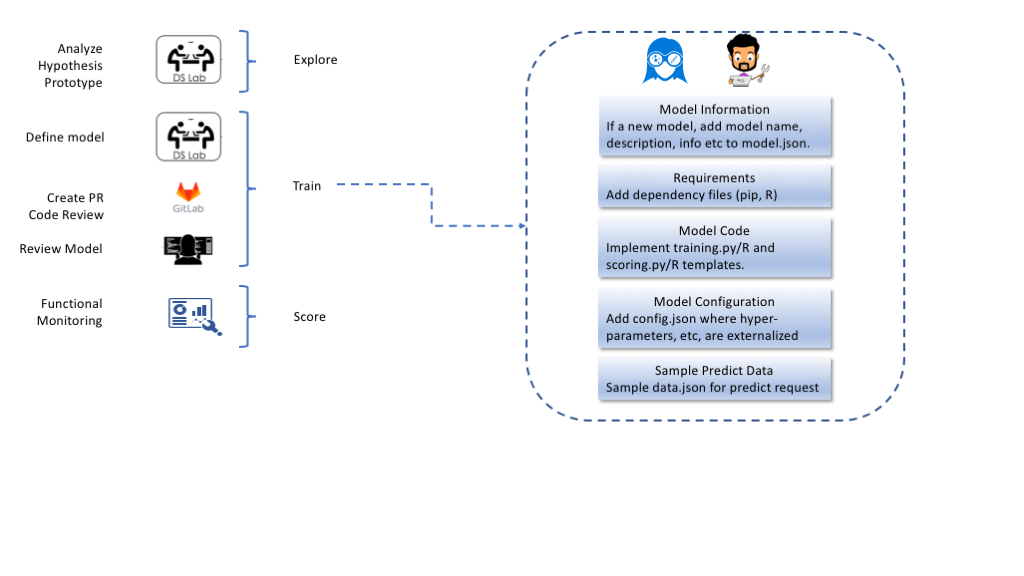 Analyze
Hypothesis
Prototype
DS Lab
Explore
Define model
DS Lab
Create PR
Code Review
GitLab
Review Model
Train
Functional
Monitoring
Score
Model Information
If a new model, add model name,
description, info etc to model.json.
Requirements
Add dependency files (pip, R)
Model Code
Implement training.py/R and
scoring.py/R templates.
Model Configuration
Add config.json where hyper-
parameters, etc, are externalized
Sample Predict Data
Sample data.json for predict request